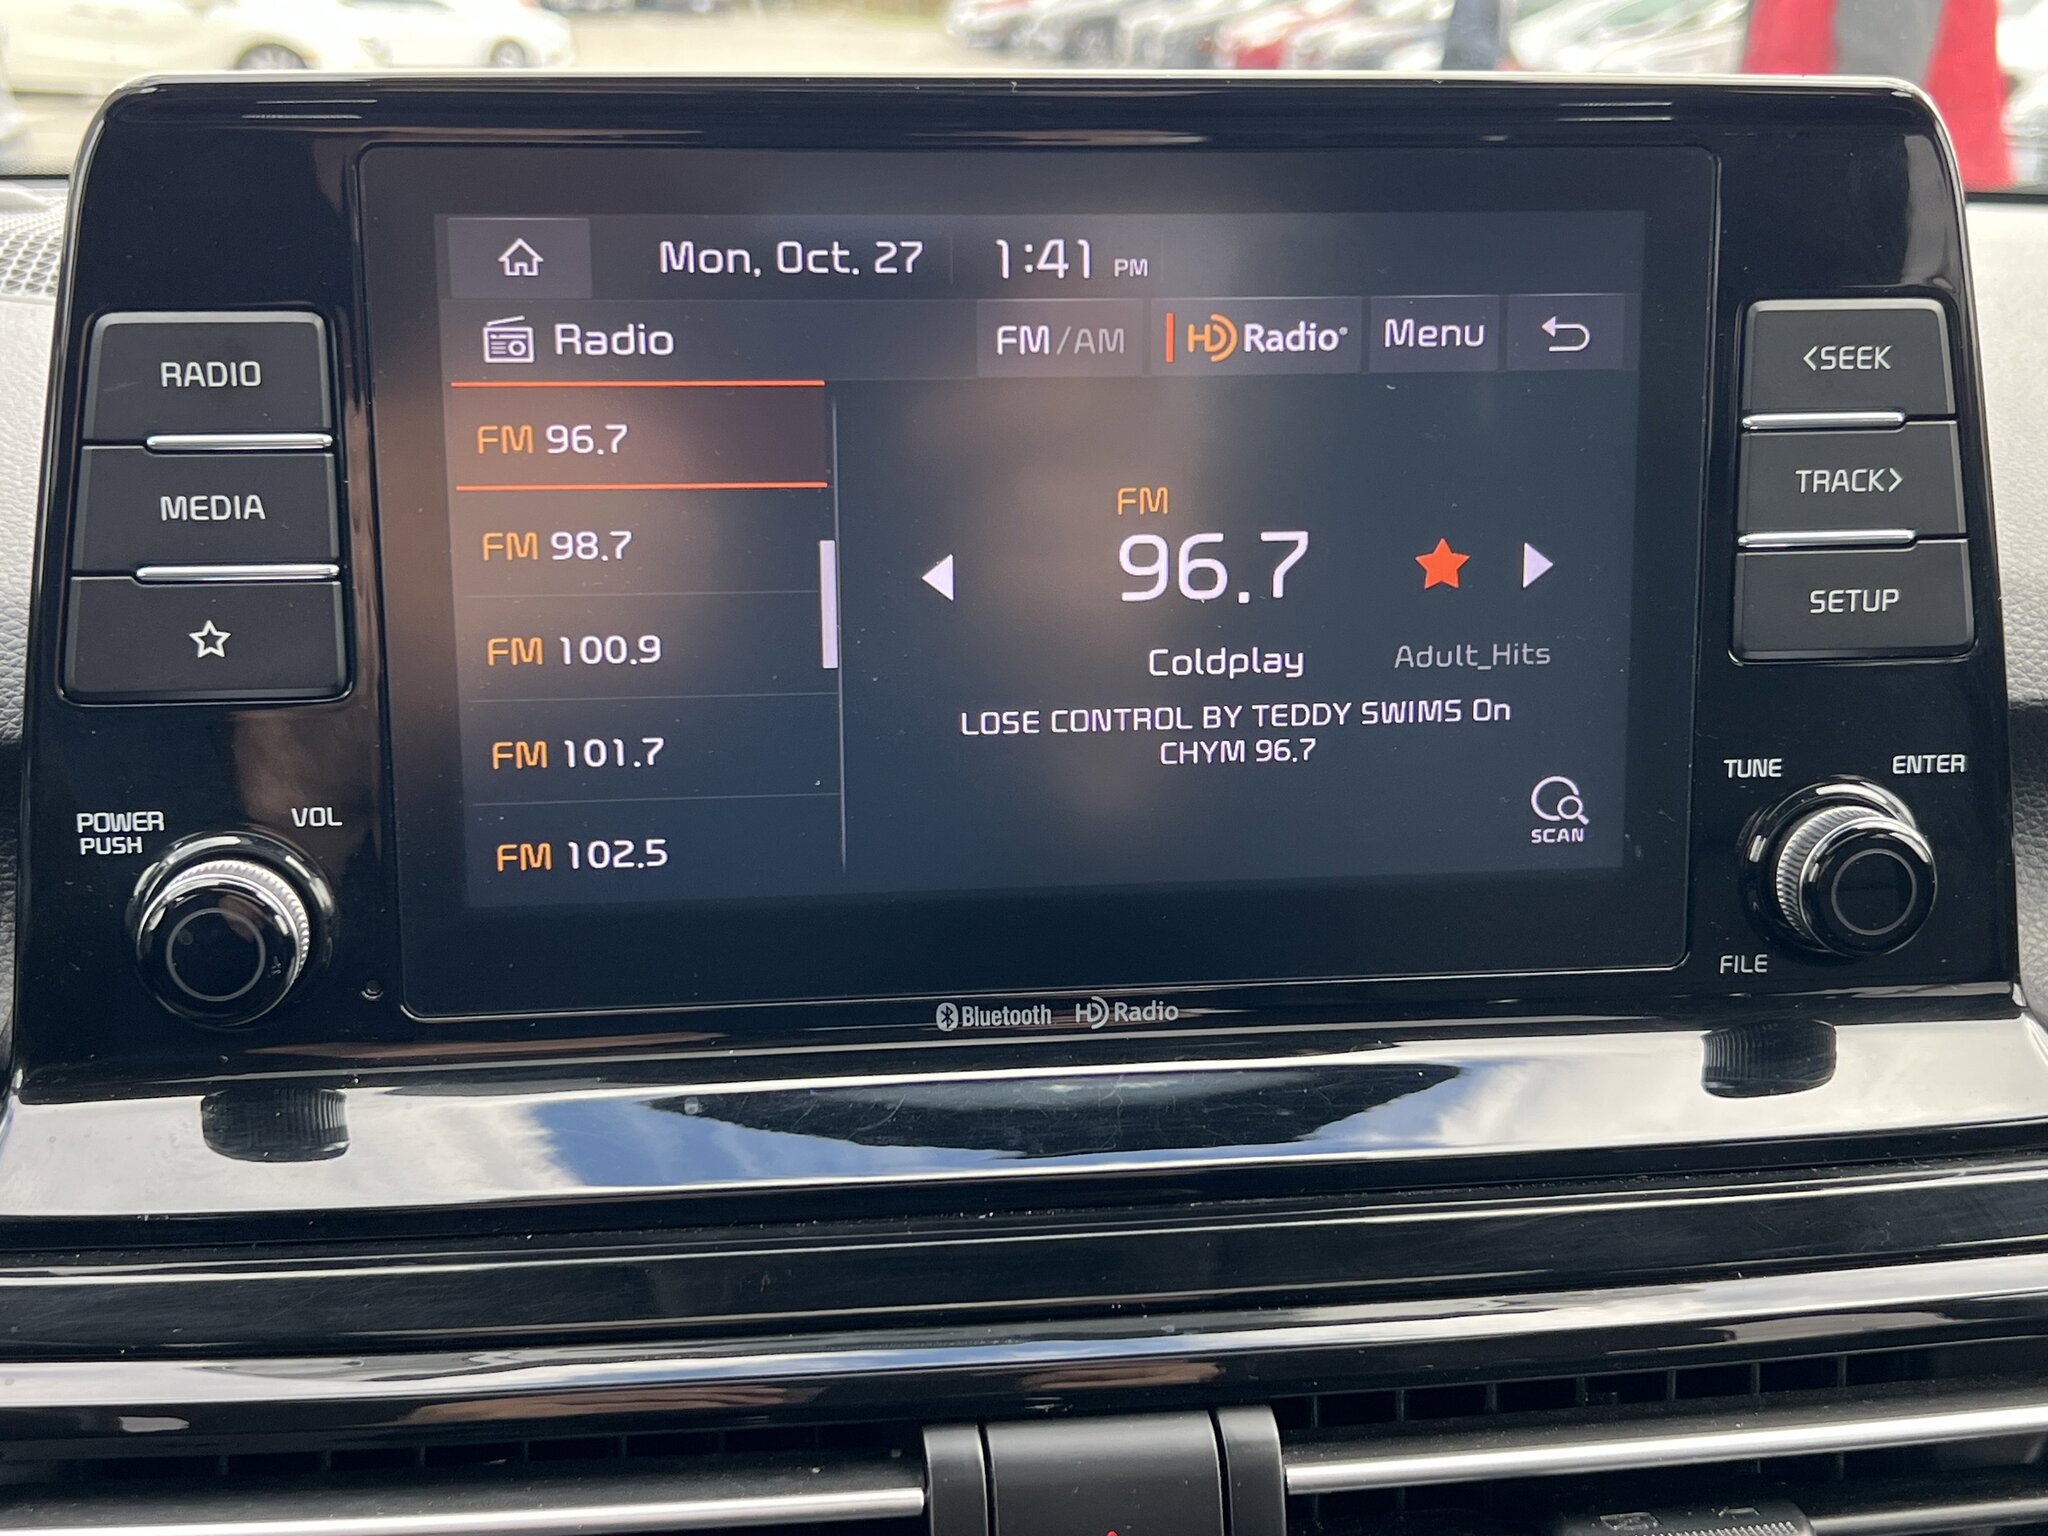 Mon, Oct. 27 1:41 PM
Radio FM/AM HD Radio Menu
FM 96.7
FM 98.7
FM 100.9
FM 101.7
FM 102.5
FM
96.7
Coldplay Adult_Hits
LOSE CONTROL BY TEDDY SWIMS On
CHYM 96.7
SCAN
RADIO
MEDIA
POWER
PUSH
VOL
<SEEK
TRACK>
SETUP
TUNE
ENTER
FILE
Bluetooth HD Radio